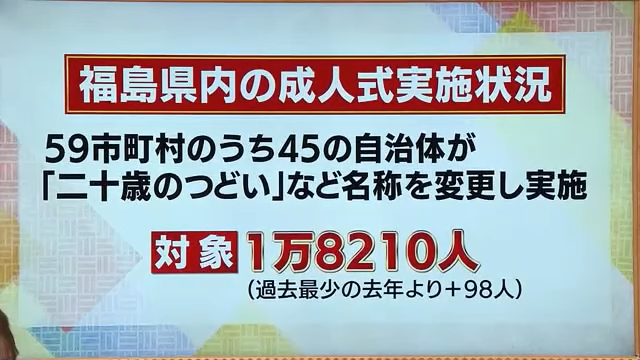 福島県内の成人式実施状況
59市町村のうち45の自治体が
「二十歳のつどい」など名称を変更し実施
対象 1万8210人
（過去最少の去年より＋98人）